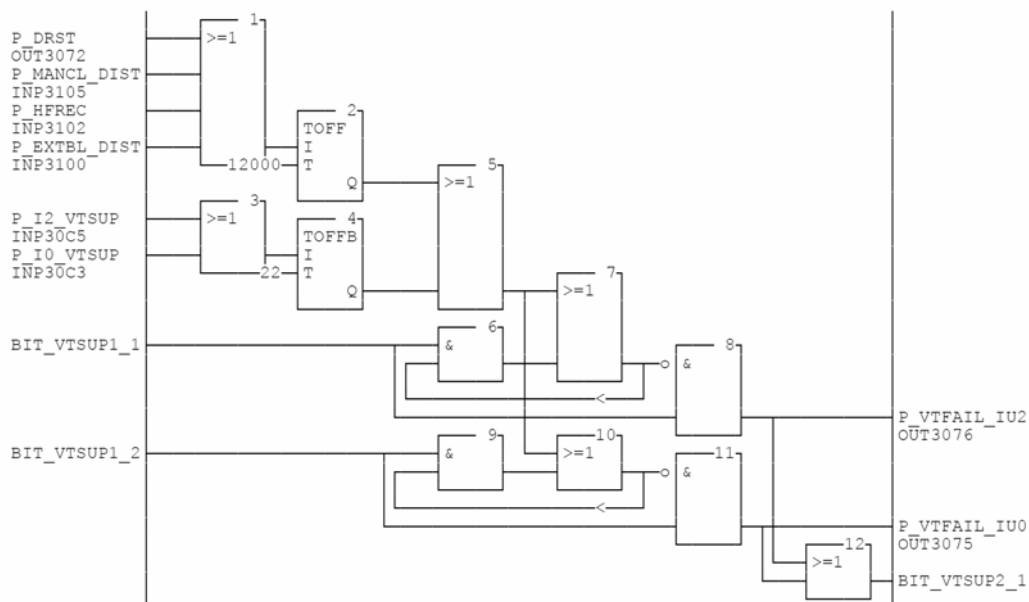 1
P_DRST
>=1
OUT3072
P_MANCL_DIST
INP3105
P_HFREC
2
INP3102
TOFF
P_EXTBL_DIST
I
INP3100
12000
T
5
Q
>=1
3
P_I2_VTSUP
>=1
4
INP30C5
TOFFB
P_I0_VTSUP
I
INP30C3
22
T
7
Q
>=1
6
BIT_VTSUP1_1
&
8
&
<
P_VTFAIL_IU2
9
10
OUT3076
BIT_VTSUP1_2
&
>=1
11
&
<
P_VTFAIL_IU0
12
OUT3075
>=1
BIT_VTSUP2_1